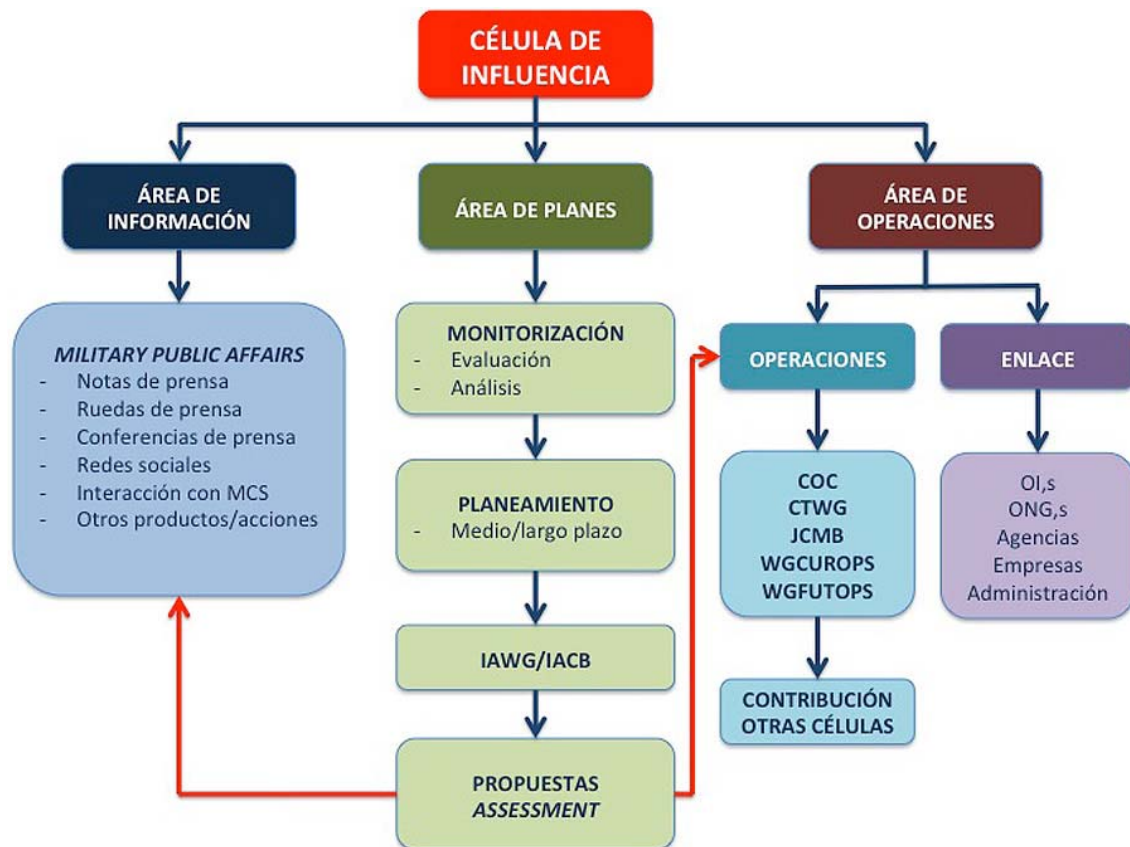 CÉLULA DE
INFLUENCIA
ÁREA DE
INFORMACIÓN
ÁREA DE PLANES
ÁREA DE
OPERACIONES
MILITARY PUBLIC AFFAIRS
- Notas de prensa
- Ruedas de prensa
- Conferencias de prensa
- Redes sociales
- Interacción con MCS
- Otros productos/acciones
MONITORIZACIÓN
- Evaluación
- Análisis
PLANEAMIENTO
- Medio/largo plazo
IAWG/IACB
PROPUESTAS
ASSESSMENT
OPERACIONES
COC
CTWG
JCMB
WGCUROPS
WGFUTOPS
CONTRIBUCIÓN
OTRAS CÉLULAS
ENLACE
OI,s
ONG,s
Agencias
Empresas
Administración